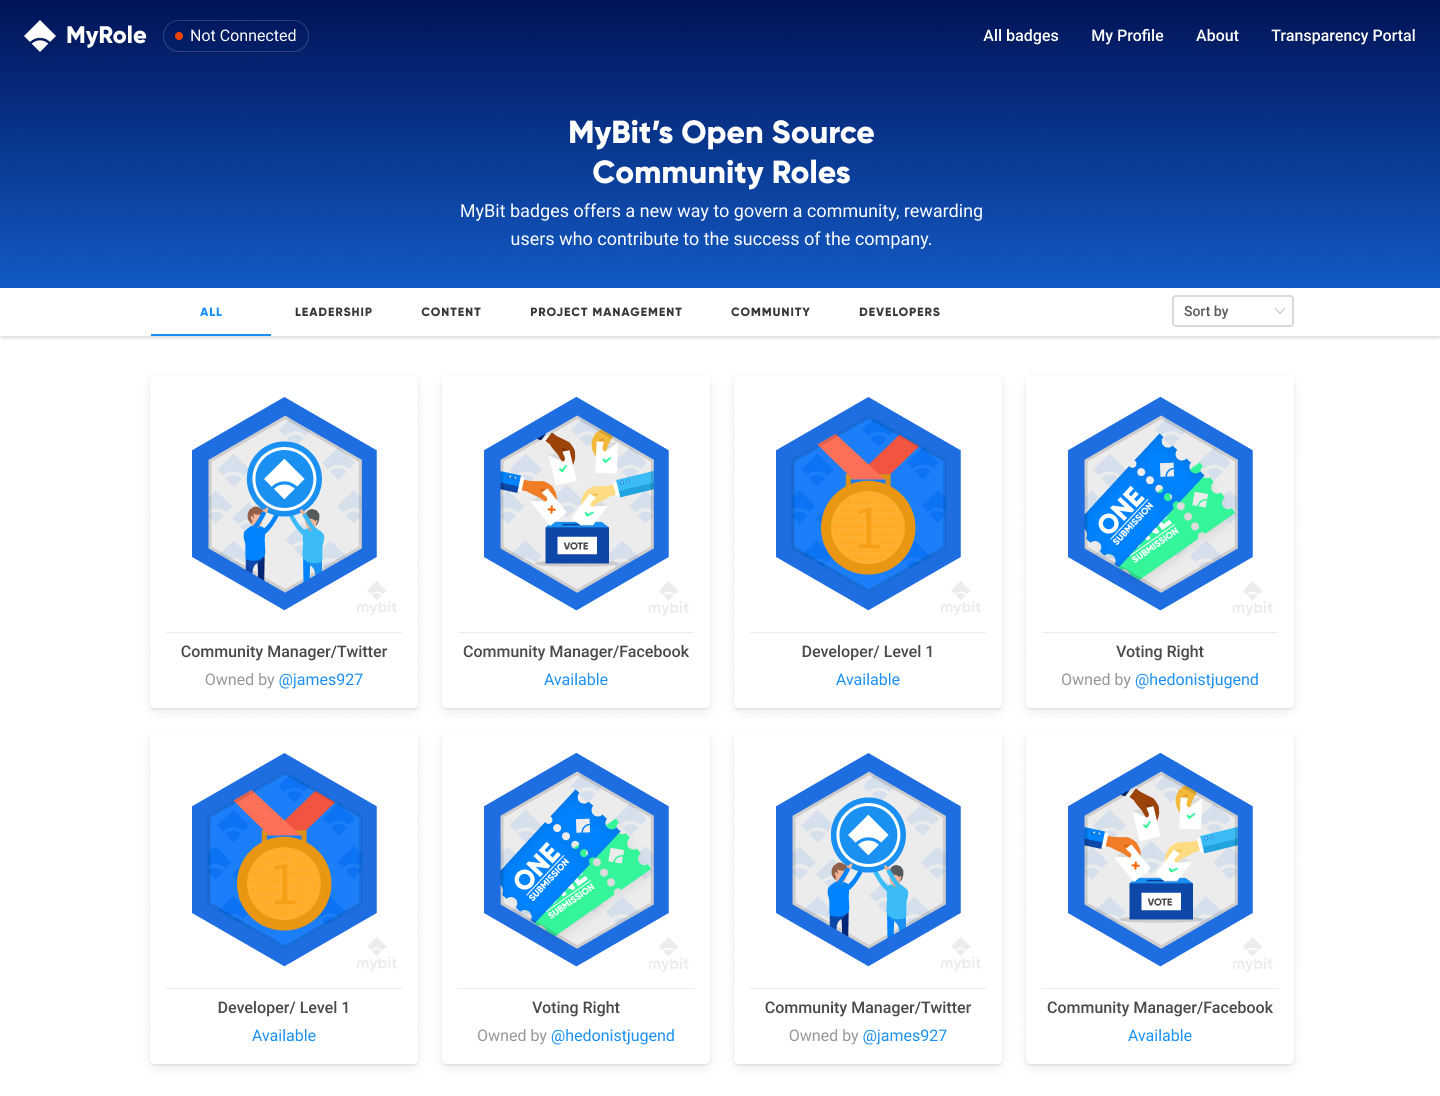 MyRole
Not Connected
All badges
My Profile
About
Transparency Portal
MyBit's Open Source
Community Roles
MyBit badges offers a new way to govern a community, rewarding
users who contribute to the success of the company.
ALL
LEADERSHIP
CONTENT
PROJECT MANAGEMENT
COMMUNITY
DEVELOPERS
Sort by
mybit
Community Manager/Twitter
Owned by @james927
VOTE
mybit
Community Manager/Facebook
Available
1
mybit
Developer/ Level 1
Available
ONE
SUBMISSION
SUBMISSION
mybit
Voting Right
Owned by @hedonistjugend
1
mybit
Developer/ Level 1
Available
ONE
SUBMISSION
SUBMISSION
mybit
Voting Right
Owned by @hedonistjugend
mybit
Community Manager/Twitter
Owned by @james927
VOTE
mybit
Community Manager/Facebook
Available